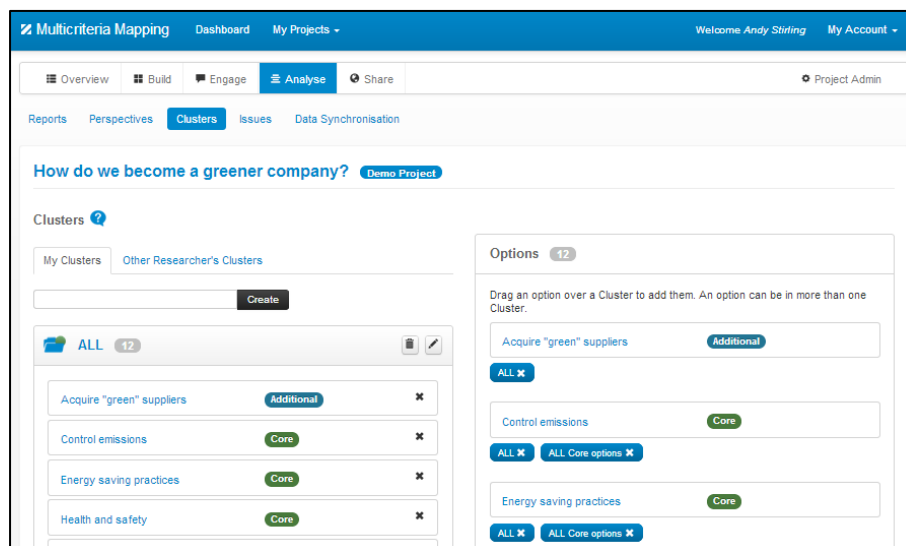 Multicriteria Mapping Dashboard My Projects Welcome Andy Stirling My Account
Overview Build Engage Analyse Share Project Admin
Reports Perspectives Clusters Issues Data Synchronisation
How do we become a greener company? Demo Project
Clusters ?
My Clusters Other Researcher's Clusters
Create
ALL 12
Acquire "green" suppliers Additional
Control emissions Core
Energy saving practices Core
Health and safety Core
Options 12
Drag an option over a Cluster to add them. An option can be in more than one
Cluster.
Acquire "green" suppliers Additional
ALL ✖
Control emissions Core
ALL ✖ ALL Core options ✖
Energy saving practices Core
ALL ✖ ALL Core options ✖